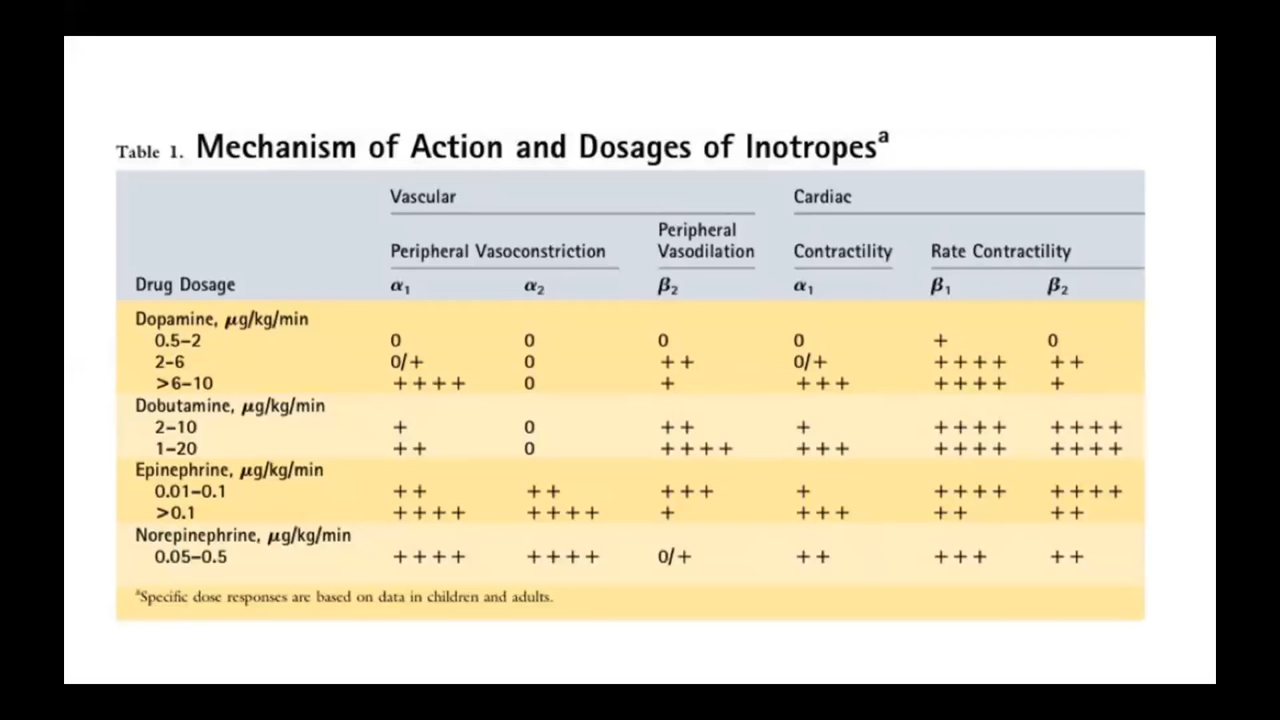 Table 1. Mechanism of Action and Dosages of Inotropesª
Vascular Cardiac
Peripheral
Peripheral Vasoconstriction Vasodilation Contractility Rate Contractility
Drug Dosage α₁ α₂ β₂ α₁ β₁ β₂
Dopamine, μg/kg/min
0.5–2 0 0 0 0 + 0
2–6 0/+ 0 ++ 0/+ ++++ ++
>6–10 ++++ 0 + +++ ++++ +
Dobutamine, μg/kg/min
2–10 + 0 ++ + ++++ ++++
1–20 ++ 0 ++++ +++ ++++ ++++
Epinephrine, μg/kg/min
0.01–0.1 ++ ++ +++ + ++++ ++++
>0.1 ++++ ++++ + +++ ++ ++
Norepinephrine, μg/kg/min
0.05–0.5 ++++ ++++ 0/+ ++ +++ ++
ªSpecific dose responses are based on data in children and adults.